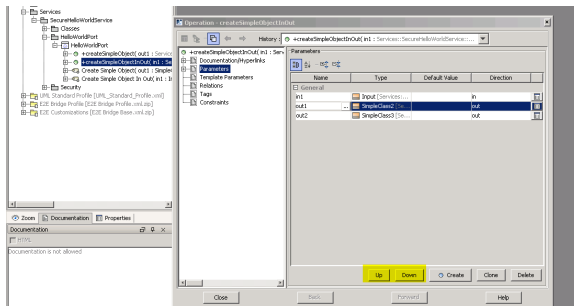 Services
SecureHelloWorldService
Classes
HelloWorldPort
HelloWorldPort
+createSimpleObject( out1 : Service
+createSimpleObjectInOut( in1 : Ser
Create Simple Object( out1 : Simple
Create Simple Object In Out( in1 : I
Security
UML Standard Profile [UML_Standard_Profile.xml]
E2E Bridge Profile [E2E Bridge Profile.xml.zip]
E2E Customizations [E2E Bridge Base.xml.zip]
Zoom Documentation Properties
Documentation
HTML
Documentation is not allowed
Operation - createSimpleObjectInOut
History : +createSimpleObjectInOut( in1 : Services::SecureHelloWorldService::...
+createSimpleObjectInOut( in1 : Serv
Documentation/Hyperlinks
Parameters
Template Parameters
Relations
Tags
Constraints
Parameters
Name Type Default Value Direction
General
in1 Input [Services:... in
out1 ... SimpleClass2 [Se... out
out2 SimpleClass3 [Se... out
Up Down Create Clone Delete
Close Back Forward Help